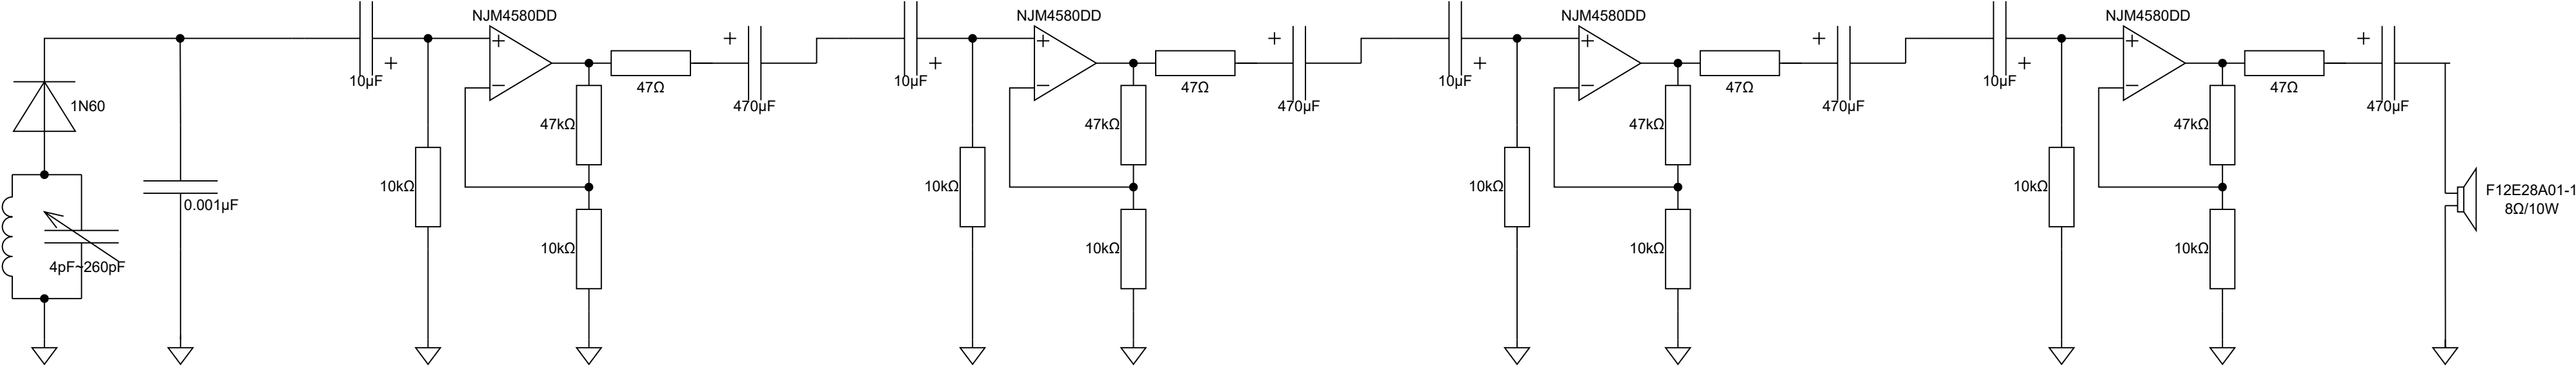 NJM4580DD
NJM4580DD
NJM4580DD
NJM4580DD
+
+
+
+
+
+
+
+
1N60
10µF
+
47Ω
470µF
10µF
+
47Ω
470µF
10µF
+
47Ω
470µF
10µF
+
47Ω
470µF
−
−
−
−
47kΩ
47kΩ
47kΩ
47kΩ
10kΩ
10kΩ
10kΩ
10kΩ
0.001µF
F12E28A01-1
8Ω/10W
4pF~260pF
10kΩ
10kΩ
10kΩ
10kΩ